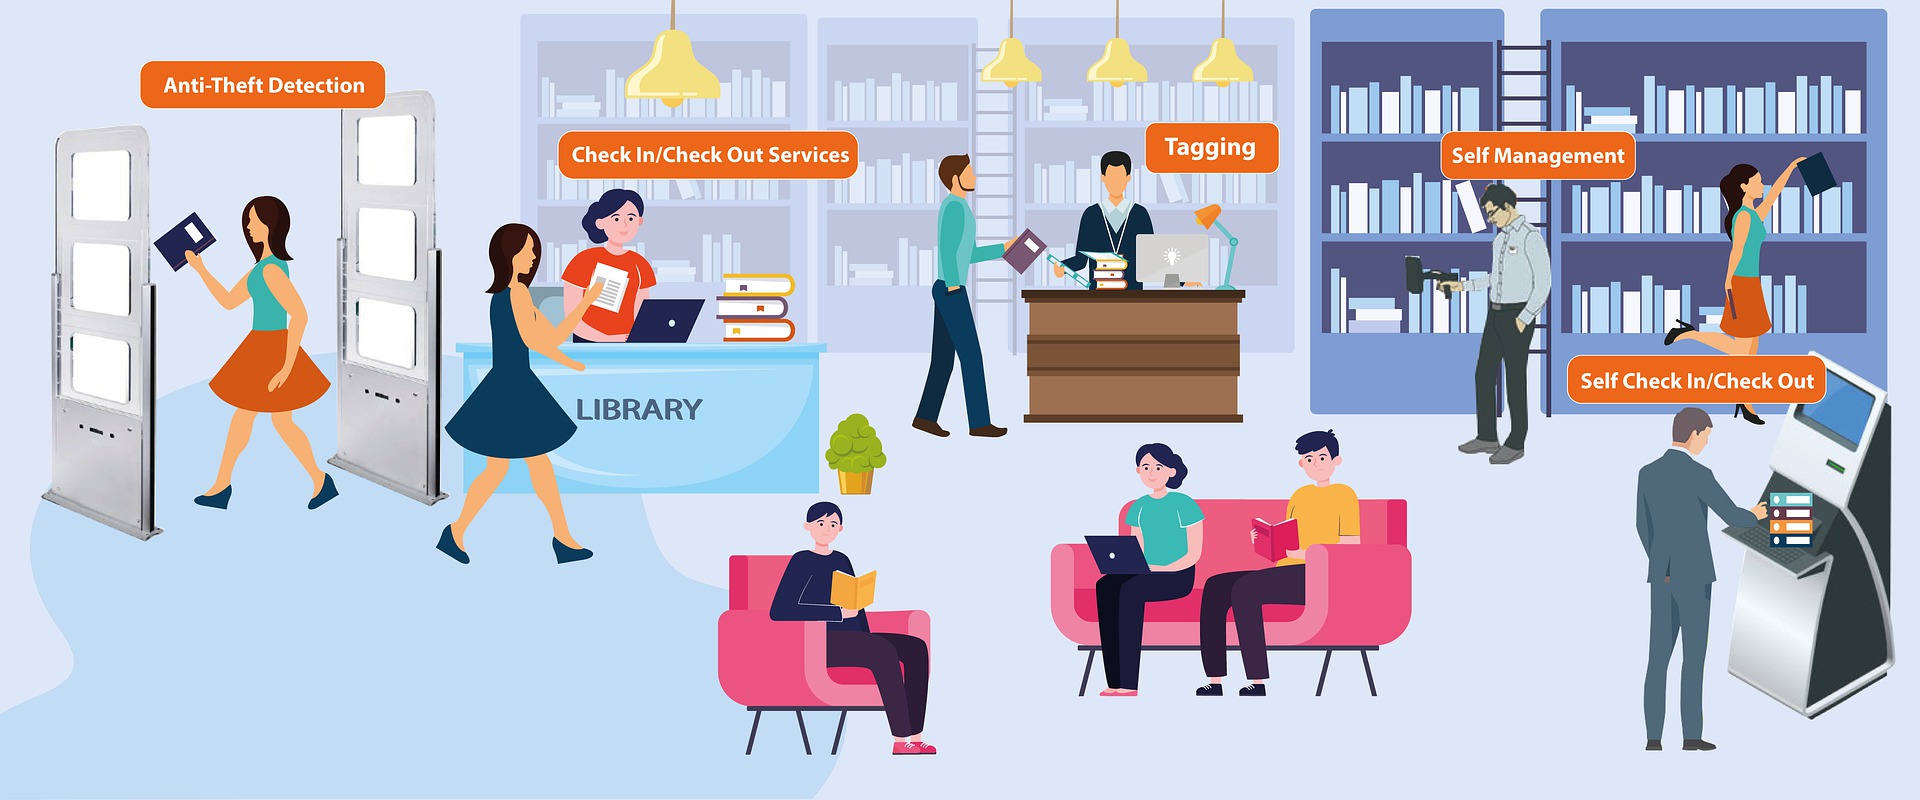 Anti-Theft Detection
Check In/Check Out Services
Tagging
Self Management
Self Check In/Check Out
LIBRARY